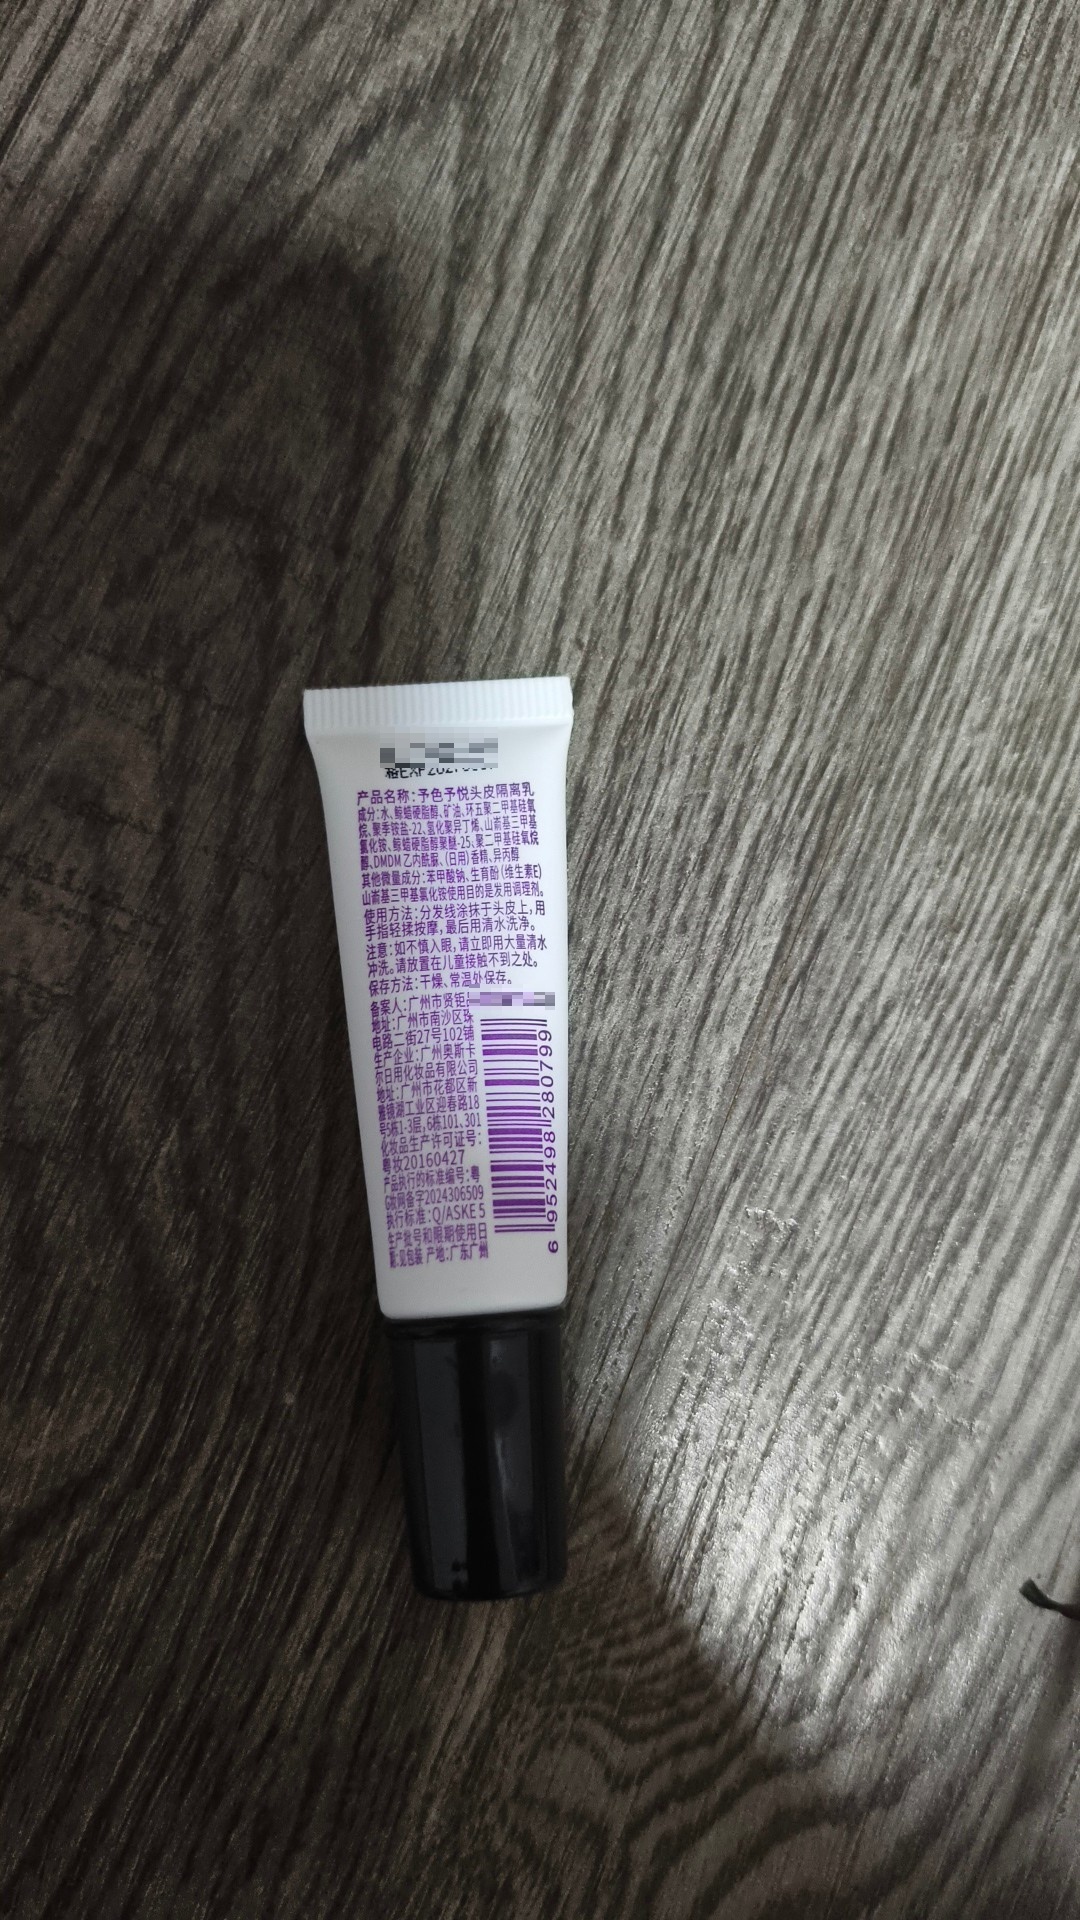 格EXP
产品名称:予色予悦头皮隔离乳
成分:水、鲸蜡硬脂醇、矿油、环五聚二甲基硅氧
烷、聚季铵盐-22、氢化聚异丁烯、山嵛基三甲基
氯化铵、鲸蜡硬脂醇聚醚-25、聚二甲基硅氧烷
醇、DMDM乙内酰脲、(日用)香精、异丙醇
其他微量成分:苯甲酸钠、生育酚(维生素E)
山嵛基三甲基氯化铵使用目的是发用调理剂。
使用方法:分发线涂抹于头皮上,用
手指轻揉按摩,最后用清水洗净。
注意:如不慎入眼,请立即用大量清水
冲洗。请放置在儿童接触不到之处。
保存方法:干燥、常温处保存。
备案人:广州市贤钜
地址:广州市南沙区珠
电路二街27号102铺
生产企业:广州奥斯卡
尔日用化妆品有限公司
地址:广州市花都区新
雅镜湖工业区迎春路18
号5栋1-3层,6栋101、301
化妆品生产许可证号:
粤妆20160427
产品执行的标准编号:粤
G妆网备字2024306509
执行标准:Q/ASKE 5
生产批号和限期使用日
期:见包装 产地:广东广州
6 952498 280799